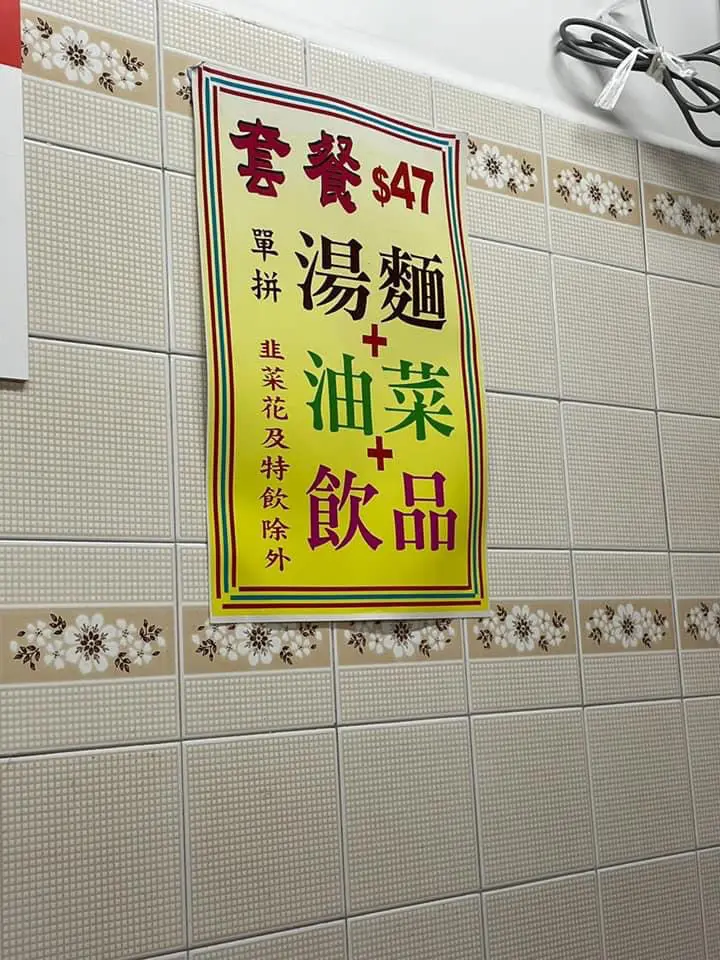 套餐 $47
單拼 湯麵
+
油菜
+
飲品
韭菜花及特飲除外